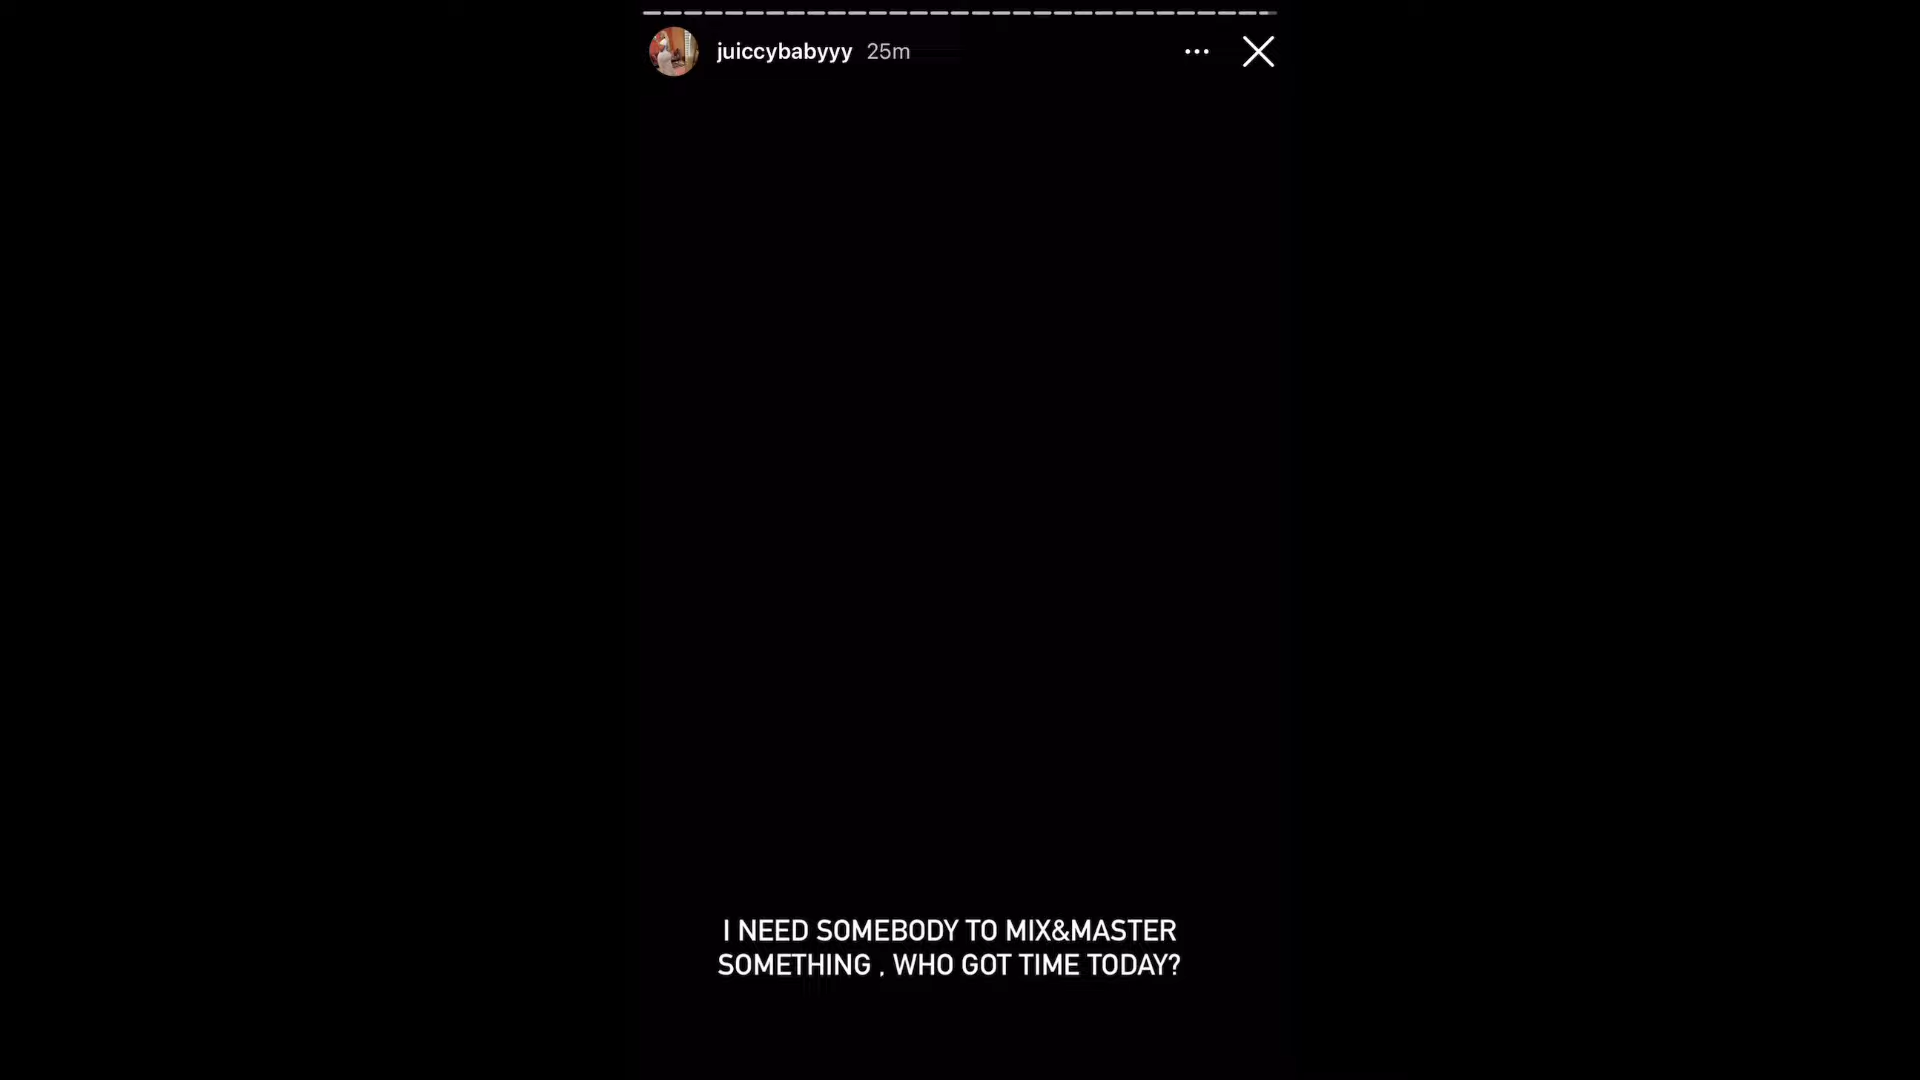 juiccybabyyy 25m
I NEED SOMEBODY TO MIX&MASTER
SOMETHING , WHO GOT TIME TODAY?